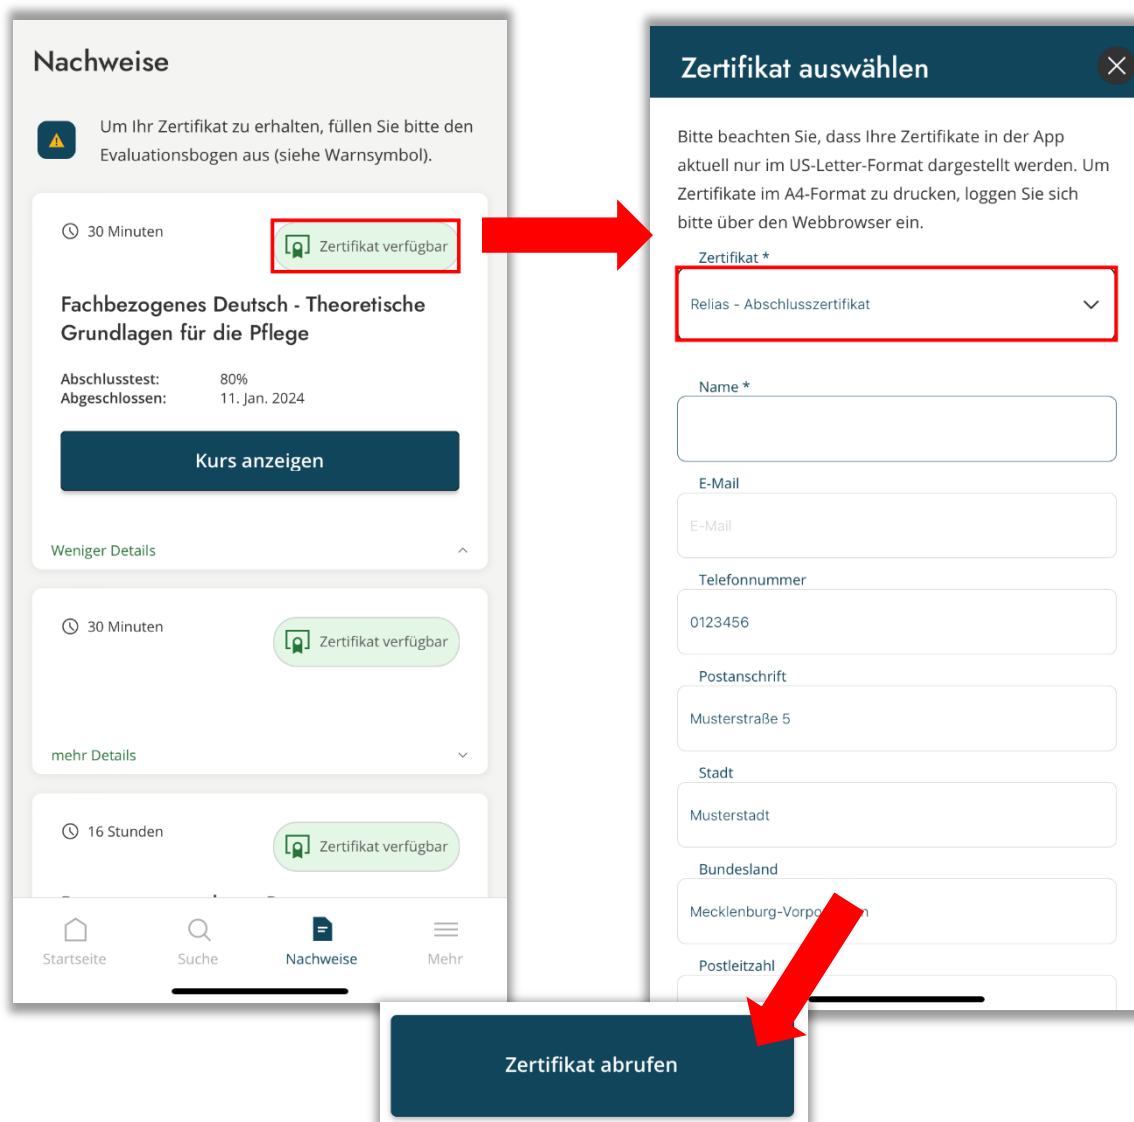 Nachweise
Um Ihr Zertifikat zu erhalten, füllen Sie bitte den
Evaluationsbogen aus (siehe Warnsymbol).
30 Minuten
Zertifikat verfügbar
Fachbezogenes Deutsch - Theoretische
Grundlagen für die Pflege
Abschlusstest: 80%
Abgeschlossen: 11. Jan. 2024
Kurs anzeigen
Weniger Details
30 Minuten
Zertifikat verfügbar
mehr Details
16 Stunden
Zertifikat verfügbar
Startseite
Suche
Nachweise
Mehr
Zertifikat auswählen
Bitte beachten Sie, dass Ihre Zertifikate in der App
aktuell nur im US-Letter-Format dargestellt werden. Um
Zertifikate im A4-Format zu drucken, loggen Sie sich
bitte über den Webbrowser ein.
Zertifikat *
Relias - Abschlusszertifikat
Name *
E-Mail
E-Mail
Telefonnummer
0123456
Postanschrift
Musterstraße 5
Stadt
Musterstadt
Bundesland
Postleitzahl
Zertifikat abrufen